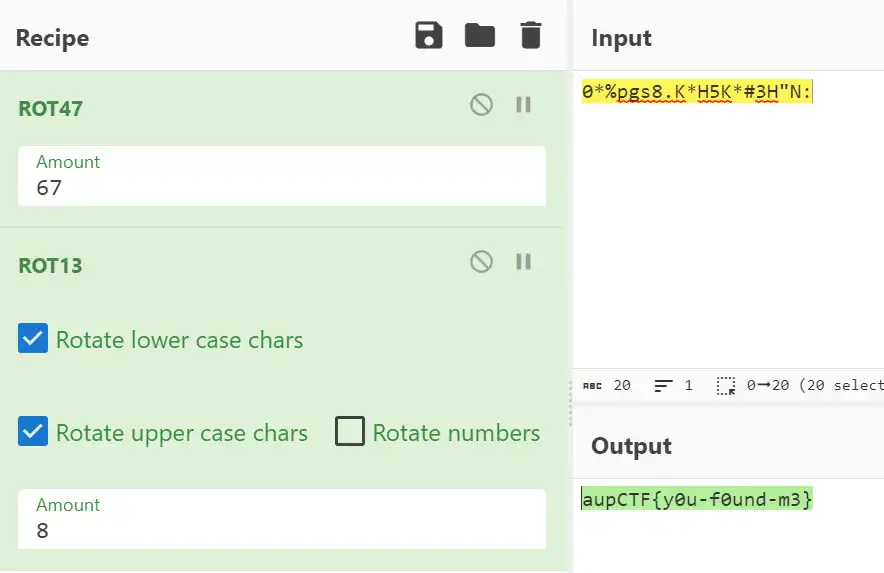 Recipe
ROT47
Amount
67
ROT13
Rotate lower case chars
Rotate upper case chars
Rotate numbers
Amount
8
Input
0*%pgs8.K*H5K*#3H"N:
ABC 20 1 0→20 (20 select
Output
aupCTF{y0u-f0und-m3}